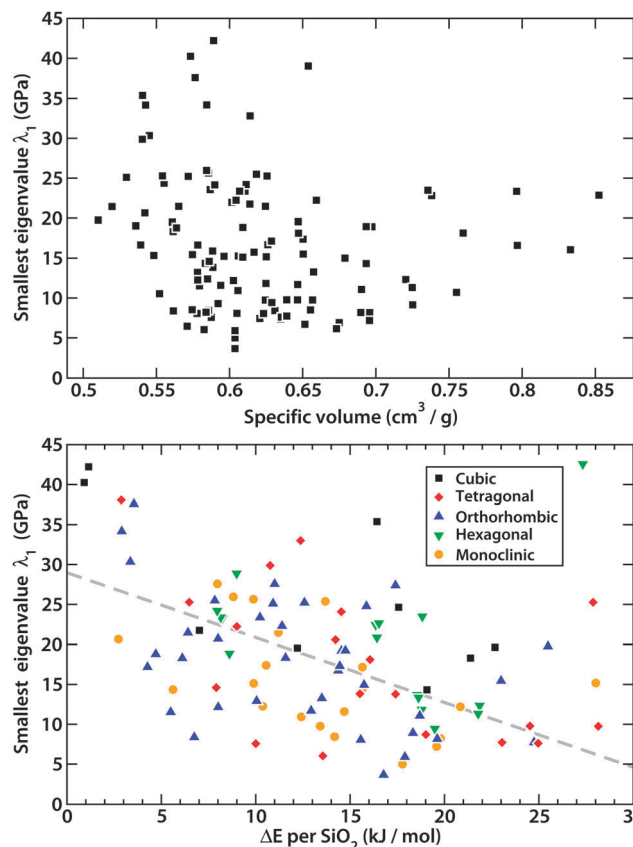 45
40
35
30
25
20
15
10
5
0
Smallest eigenvalue λ1 (GPa)
0.5 0.55 0.6 0.65 0.7 0.75 0.8 0.85
Specific volume (cm3 / g)
45
40
35
30
25
20
15
10
5
0
Smallest eigenvalue λ1 (GPa)
Cubic
Tetragonal
Orthorhombic
Hexagonal
Monoclinic
0 5 10 15 20 25 3
ΔE per SiO2 (kJ / mol)